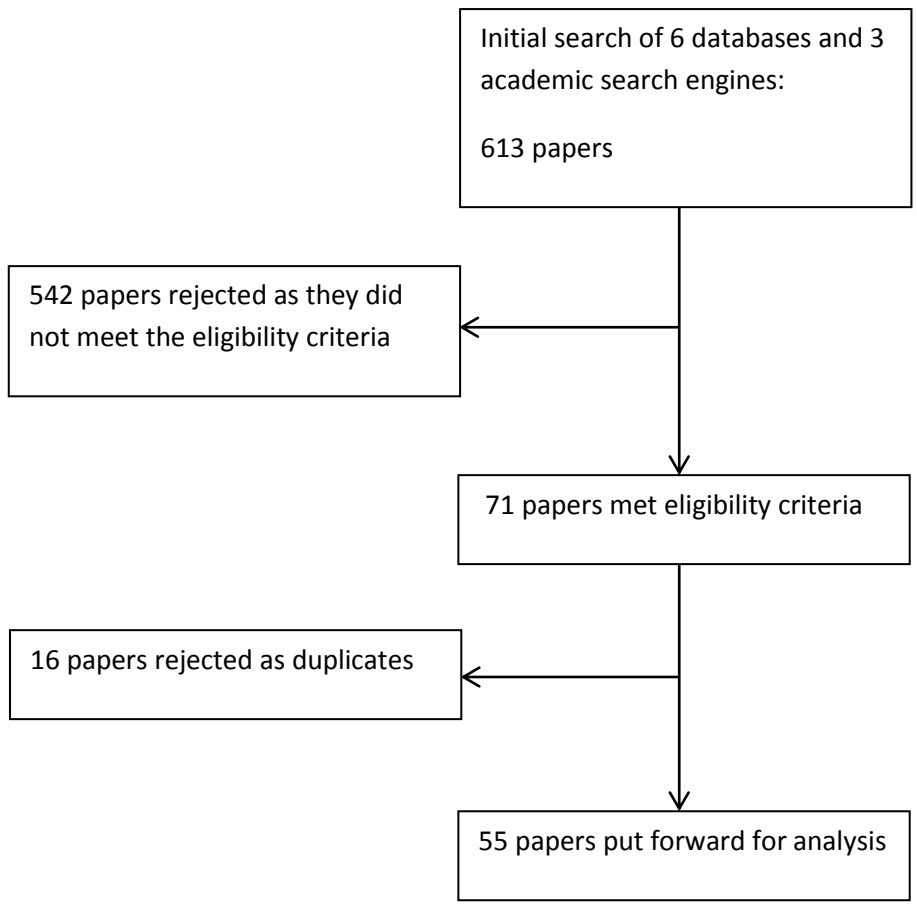 Initial search of 6 databases and 3
academic search engines:
613 papers
542 papers rejected as they did
not meet the eligibility criteria
71 papers met eligibility criteria
16 papers rejected as duplicates
55 papers put forward for analysis